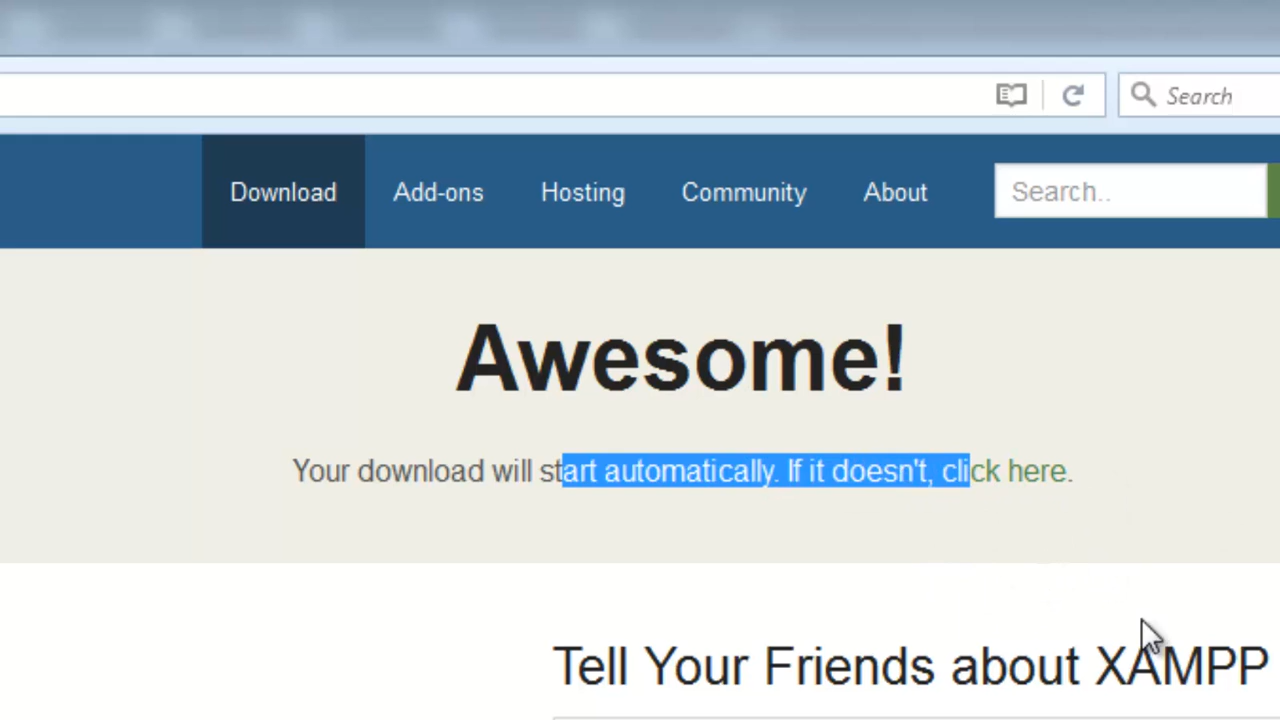 Search
Download Add-ons Hosting Community About Search..
Awesome!
Your download will start automatically. If it doesn't, click here.
Tell Your Friends about XAMPP